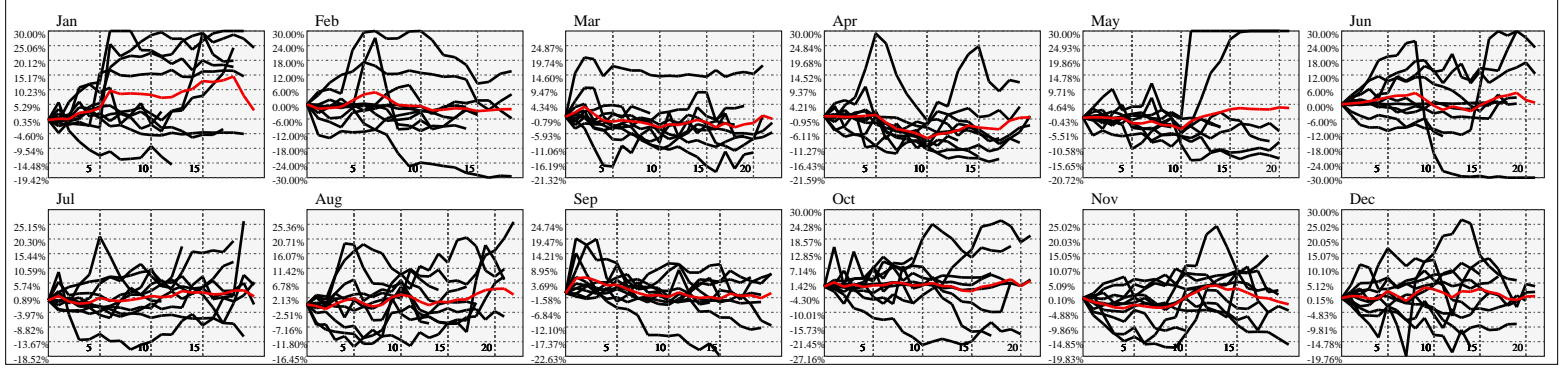 Jan Feb Mar Apr May Jun
30.00% 30.00% 30.00% 30.00% 30.00%
25.06% 24.00% 24.87% 24.84% 24.93% 24.00%
20.12% 18.00% 19.74% 19.70% 19.86% 18.00%
15.17% 12.00% 14.60% 14.57% 14.78% 12.00%
10.23% 6.00% 9.47% 9.43% 9.71% 6.00%
5.29% 0.00% 4.34% 4.21% 4.64% 0.00%
0.35% -6.00% -0.79% -0.95% -0.43% -6.00%
-4.60% -12.00% -5.93% -6.11% -5.51% -12.00%
-9.54% -18.00% -11.06% -11.27% -10.58% -18.00%
-14.48% -24.00% -16.19% -16.43% -15.65% -24.00%
-19.42% -30.00% -21.32% -21.59% -20.72% -30.00%
5 10 15 5 10 15 5 10 15 20 5 10 15 20 5 10 15 20 5 10 15 20
Jul Aug Sep Oct Nov Dec
30.00% 30.00%
25.15% 25.36% 24.74% 24.28% 25.02% 25.02%
20.30% 20.71% 19.47% 18.57% 20.03% 20.05%
15.44% 16.07% 14.21% 12.85% 15.05% 15.07%
10.59% 11.42% 8.95% 7.14% 10.07% 10.10%
5.74% 6.78% 3.69% 1.42% 5.09% 5.12%
0.89% 2.13% -1.58% -4.30% 0.10% 0.15%
-3.97% -2.51% -6.84% -10.01% -4.88% -4.83%
-8.82% -7.16% -12.10% -15.73% -9.86% -9.81%
-13.67% -11.80% -17.37% -21.45% -14.85% -14.78%
-18.52% -16.45% -22.63% -27.16% -19.83% -19.76%
5 10 15 5 10 15 20 5 10 15 5 10 15 20 5 10 15 5 10 15 20